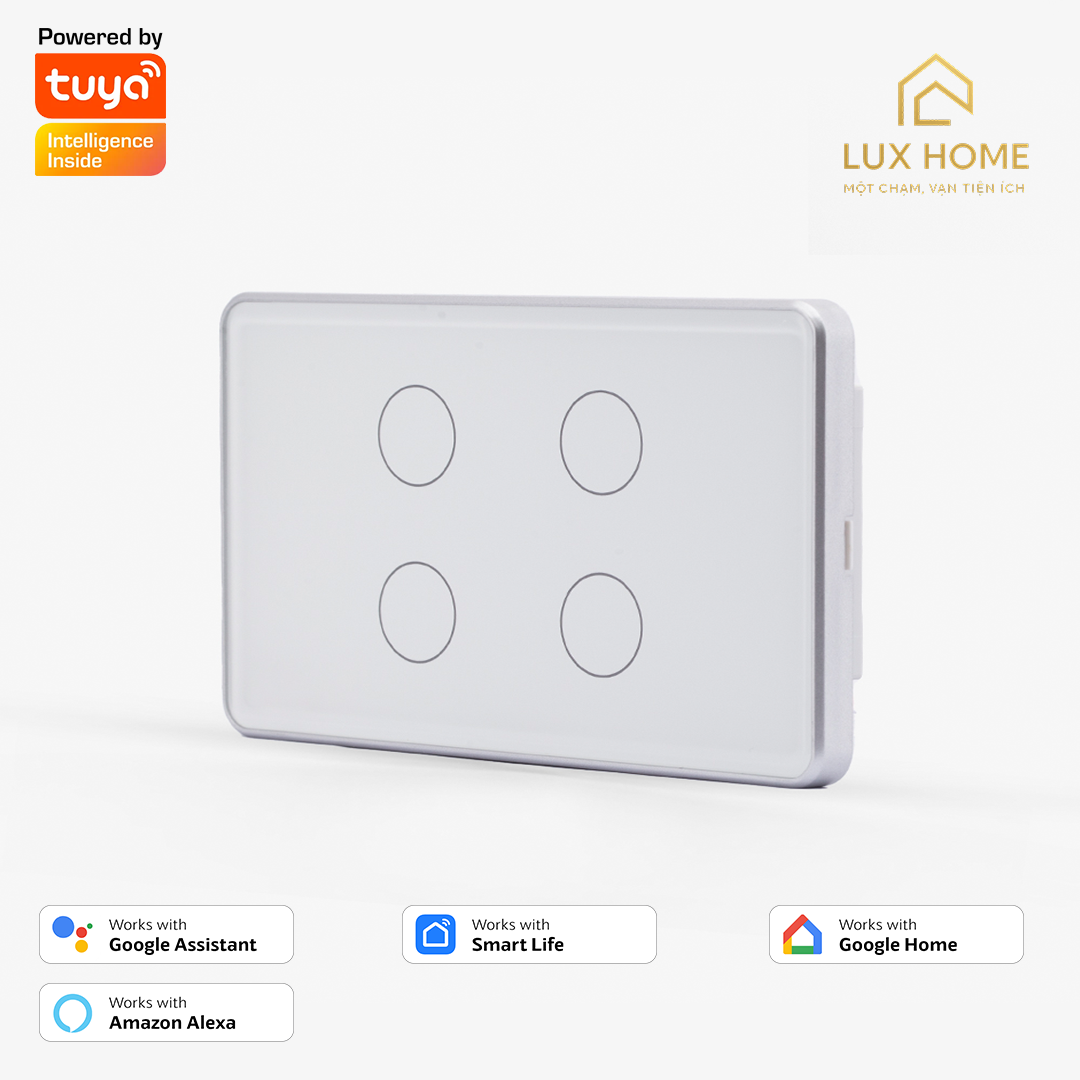 Powered by
tuya
Intelligence
Inside
LUX HOME
MỘT CHẠM, VẠN TIỆN ÍCH
Works with
Google Assistant
Works with
Smart Life
Works with
Google Home
Works with
Amazon Alexa